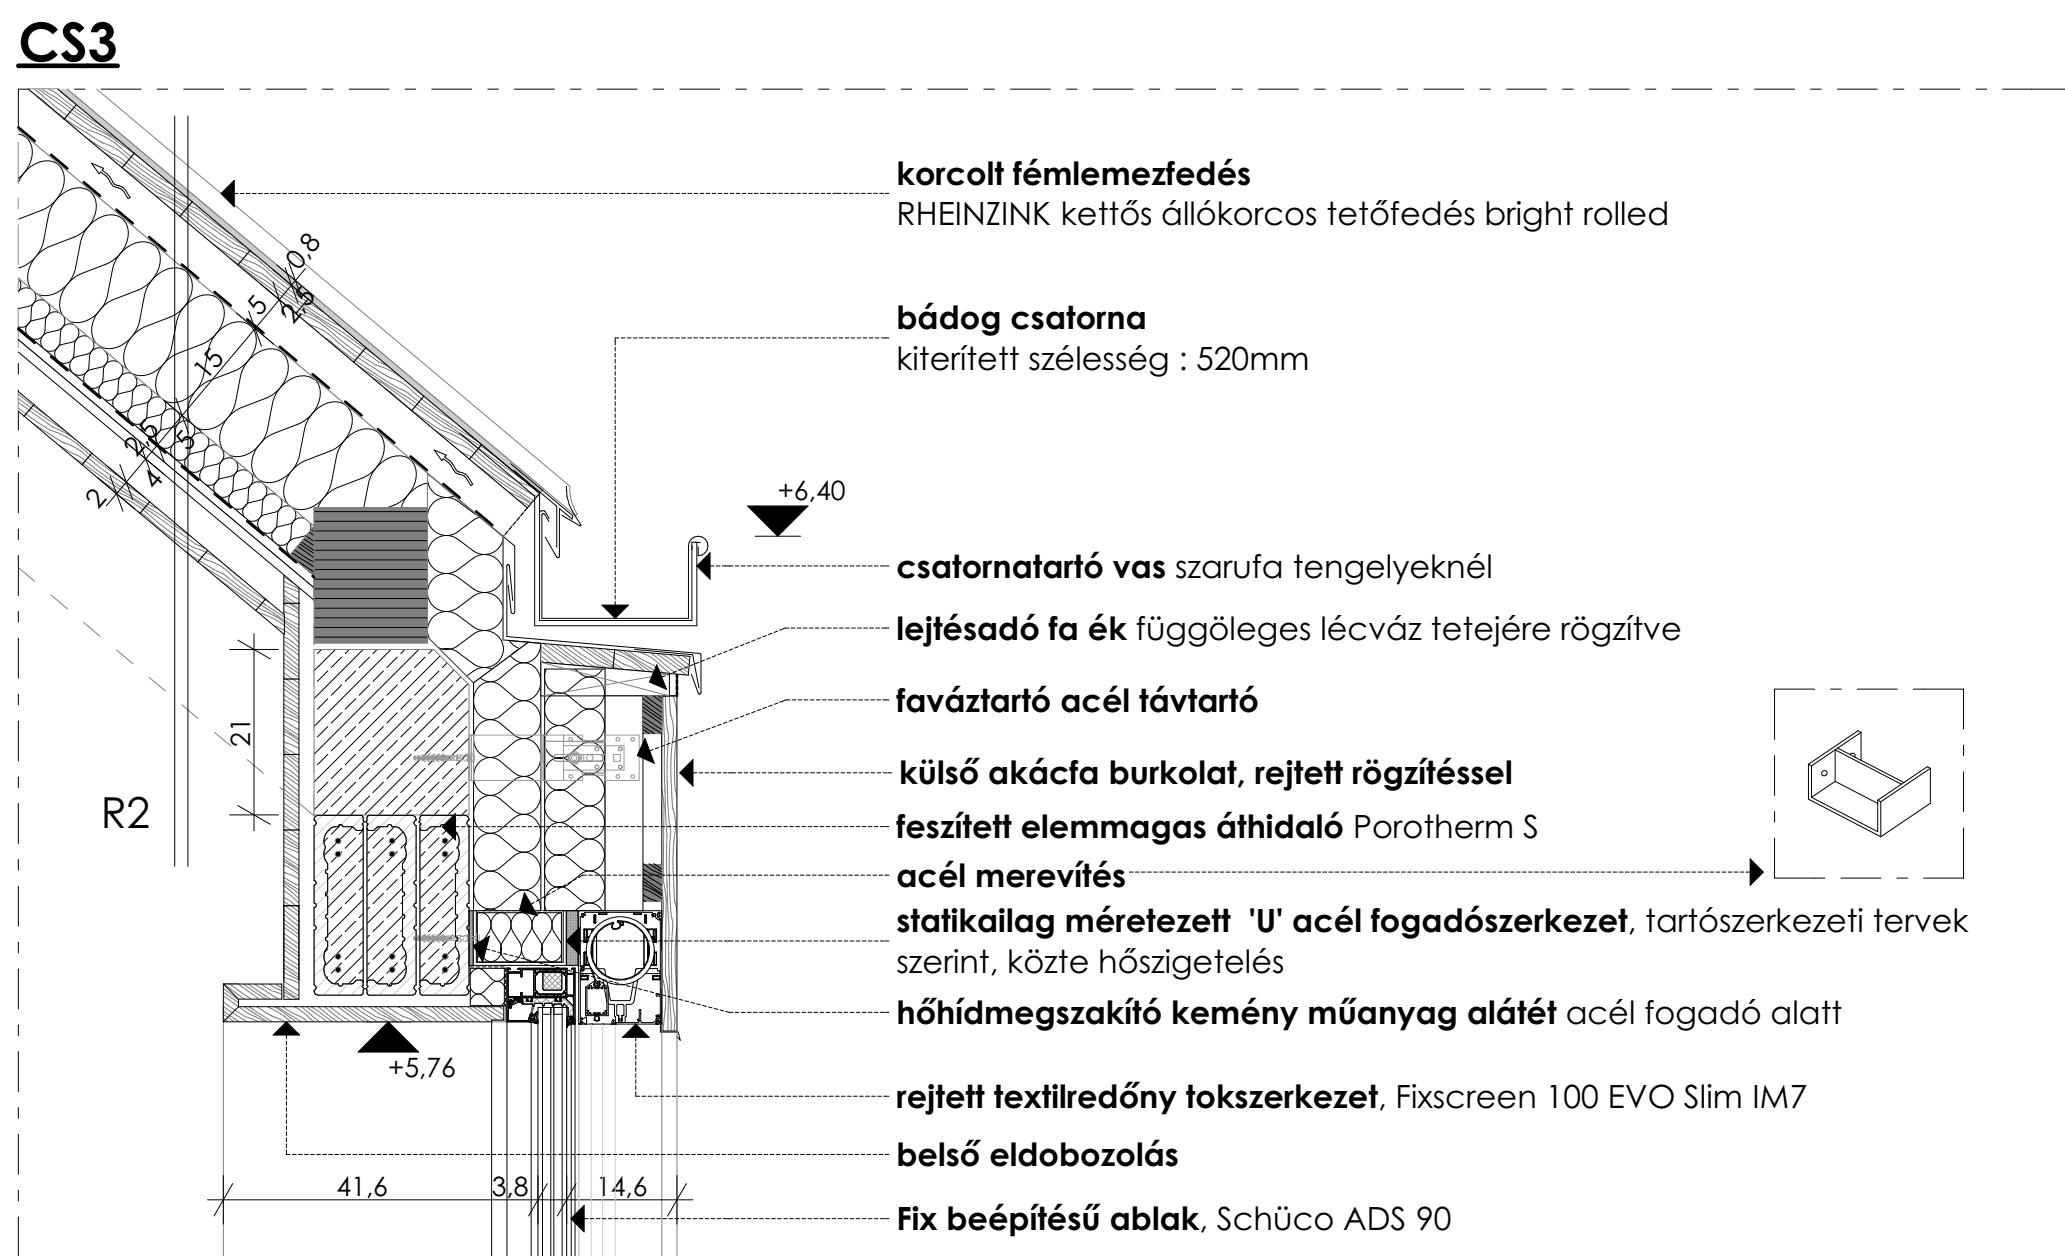 CS3
korcolt fémlemezfedés
RHEINZINK kettős állókorcos tetőfedés bright rolled
0,8
2,5
5
bádog csatorna
kiterített szélesség : 520mm
15
2,5
5
4
2
+6,40
csatornatartó vas szarufa tengelyeknél
lejtésadó fa ék függöleges lécváz tetejére rögzítve
faváztartó acél távtartó
21
külső akácfa burkolat, rejtett rögzítéssel
R2
feszített elemmagas áthidaló Porotherm S
acél merevítés
statikailag méretezett 'U' acél fogadószerkezet, tartószerkezeti tervek
szerint, közte hőszigetelés
hőhídmegszakító kemény műanyag alátét acél fogadó alatt
+5,76
rejtett textilredőny tokszerkezet, Fixscreen 100 EVO Slim IM7
belső eldobozolás
41,6
3,8
14,6
Fix beépítésű ablak, Schüco ADS 90